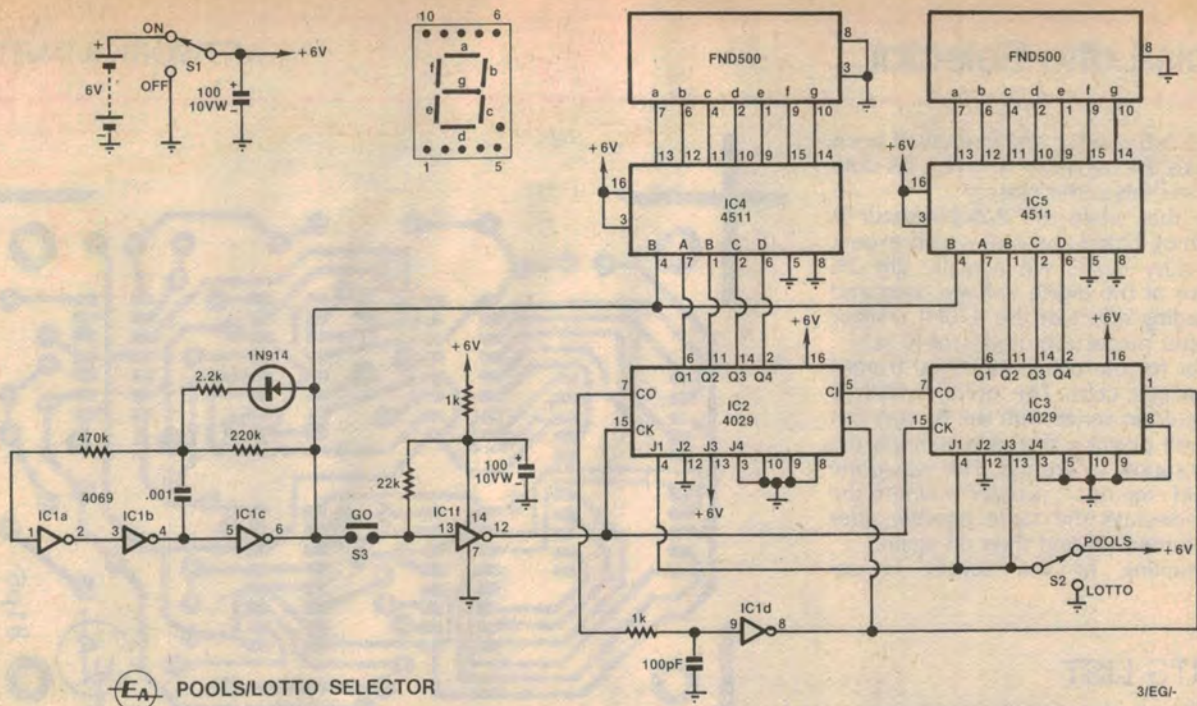 ON
+6V
S1
OFF
6V
100
10VW
10 6
a
f b
g
e c
d
1 5
FND500
8
3
a b c d e f g
7 6 4 2 1 9 10
FND500
8
a b c d e f g
7 6 4 2 1 9 10
+6V
13 12 11 10 9 15 14
16
3
IC4
4511
B A B C D
4 7 1 2 6 5 8
+6V
13 12 11 10 9 15 14
16
3
IC5
4511
B A B C D
4 7 1 2 6 5 8
1N914
2.2k
470k
220k
.001
4069
IC1a
1 2
IC1b
3 4
IC1c
5 6
GO
S3
+6V
1k
100
10VW
22k
IC1f
13 14 12
7
+6V
6 11 14 2 16
Q1 Q2 Q3 Q4
7 CO CI 5
IC2
4029
15 CK 1
J1 J2 J3 J4
4 12 13 3 10 9 8
+6V
+6V
6 11 14 2 16
Q1 Q2 Q3 Q4
7 CO 1
IC3
4029
15 CK 8
J1 J2 J3 J4
4 12 13 3 5 10 9
POOLS
+6V
S2
LOTTO
1k
100pF
IC1d
9 8
EA POOLS/LOTTO SELECTOR
3/EG/-